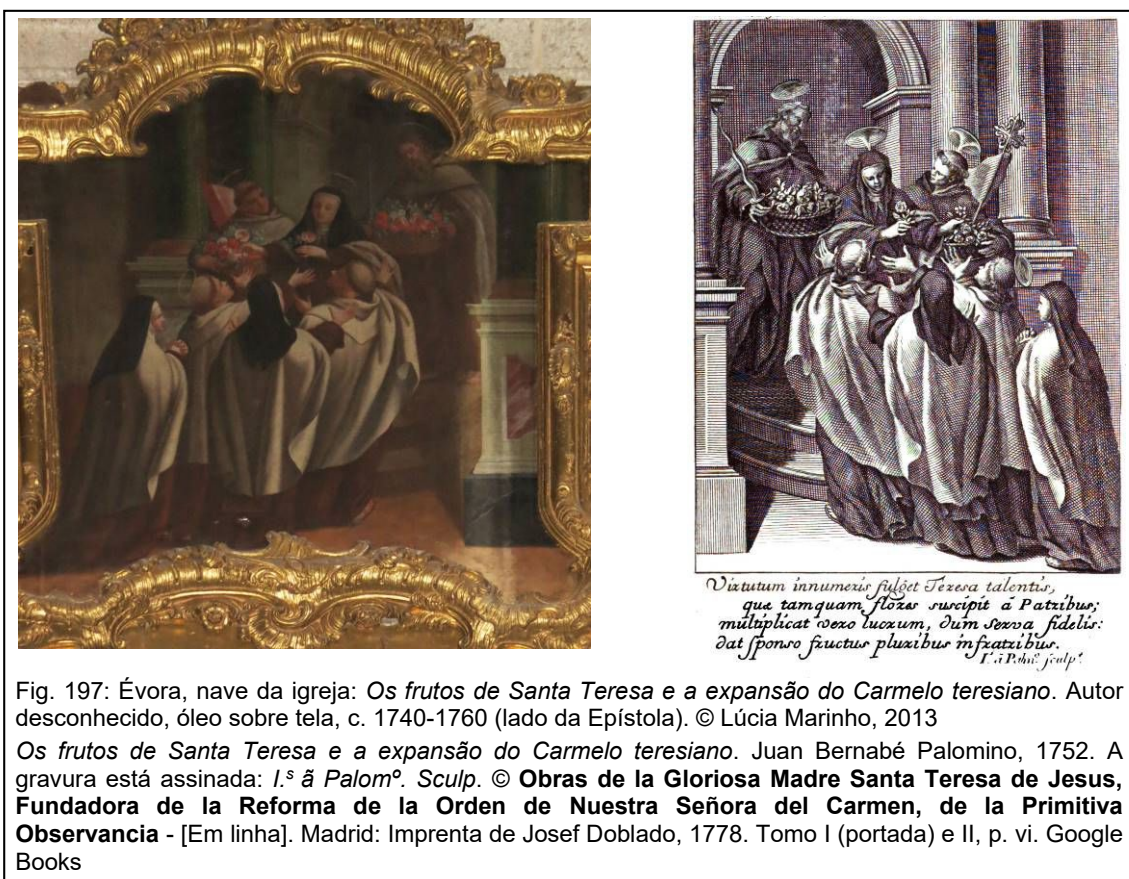 Virtutum innumeris fulget Teresa talentis,
quæ tamquam flores suscipit á Patribus;
multiplicat vero lucrum, dum serva fidelis:
dat sponso fructus pluribus in fratribus.
I.s ã Palmo. sculpt.
Fig. 197: Évora, nave da igreja: Os frutos de Santa Teresa e a expansão do Carmelo teresiano. Autor
desconhecido, óleo sobre tela, c. 1740-1760 (lado da Epístola). © Lúcia Marinho, 2013
Os frutos de Santa Teresa e a expansão do Carmelo teresiano. Juan Bernabé Palomino, 1752. A
gravura está assinada: I.ˢ ã Palomº. Sculp. © Obras de la Gloriosa Madre Santa Teresa de Jesus,
Fundadora de la Reforma de la Orden de Nuestra Señora del Carmen, de la Primitiva
Observancia - [Em linha]. Madrid: Imprenta de Josef Doblado, 1778. Tomo I (portada) e II, p. vi. Google
Books